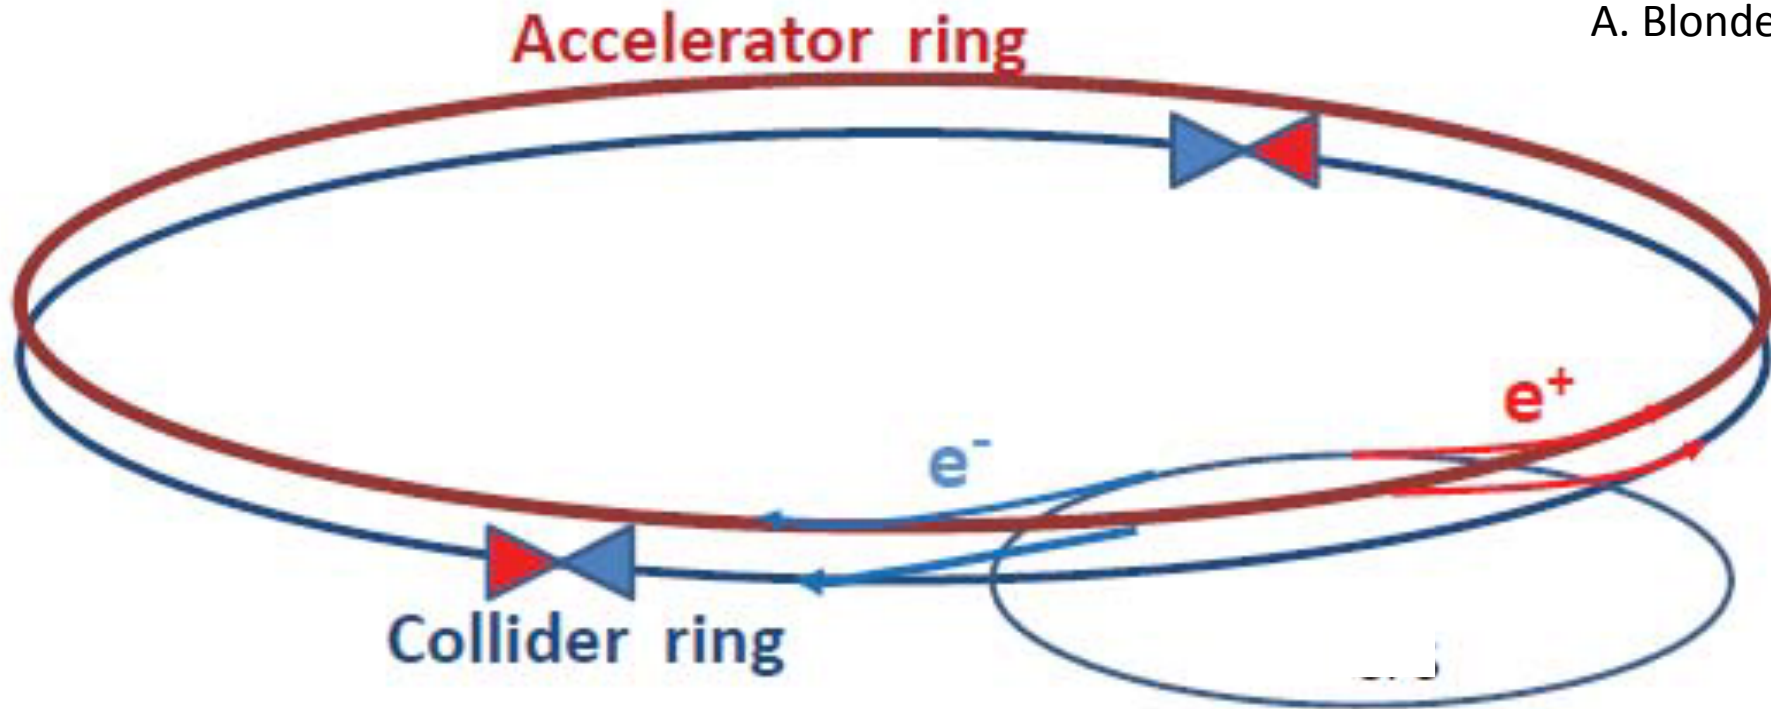 A. Blonde
Accelerator ring
e⁺
e⁻
Collider ring